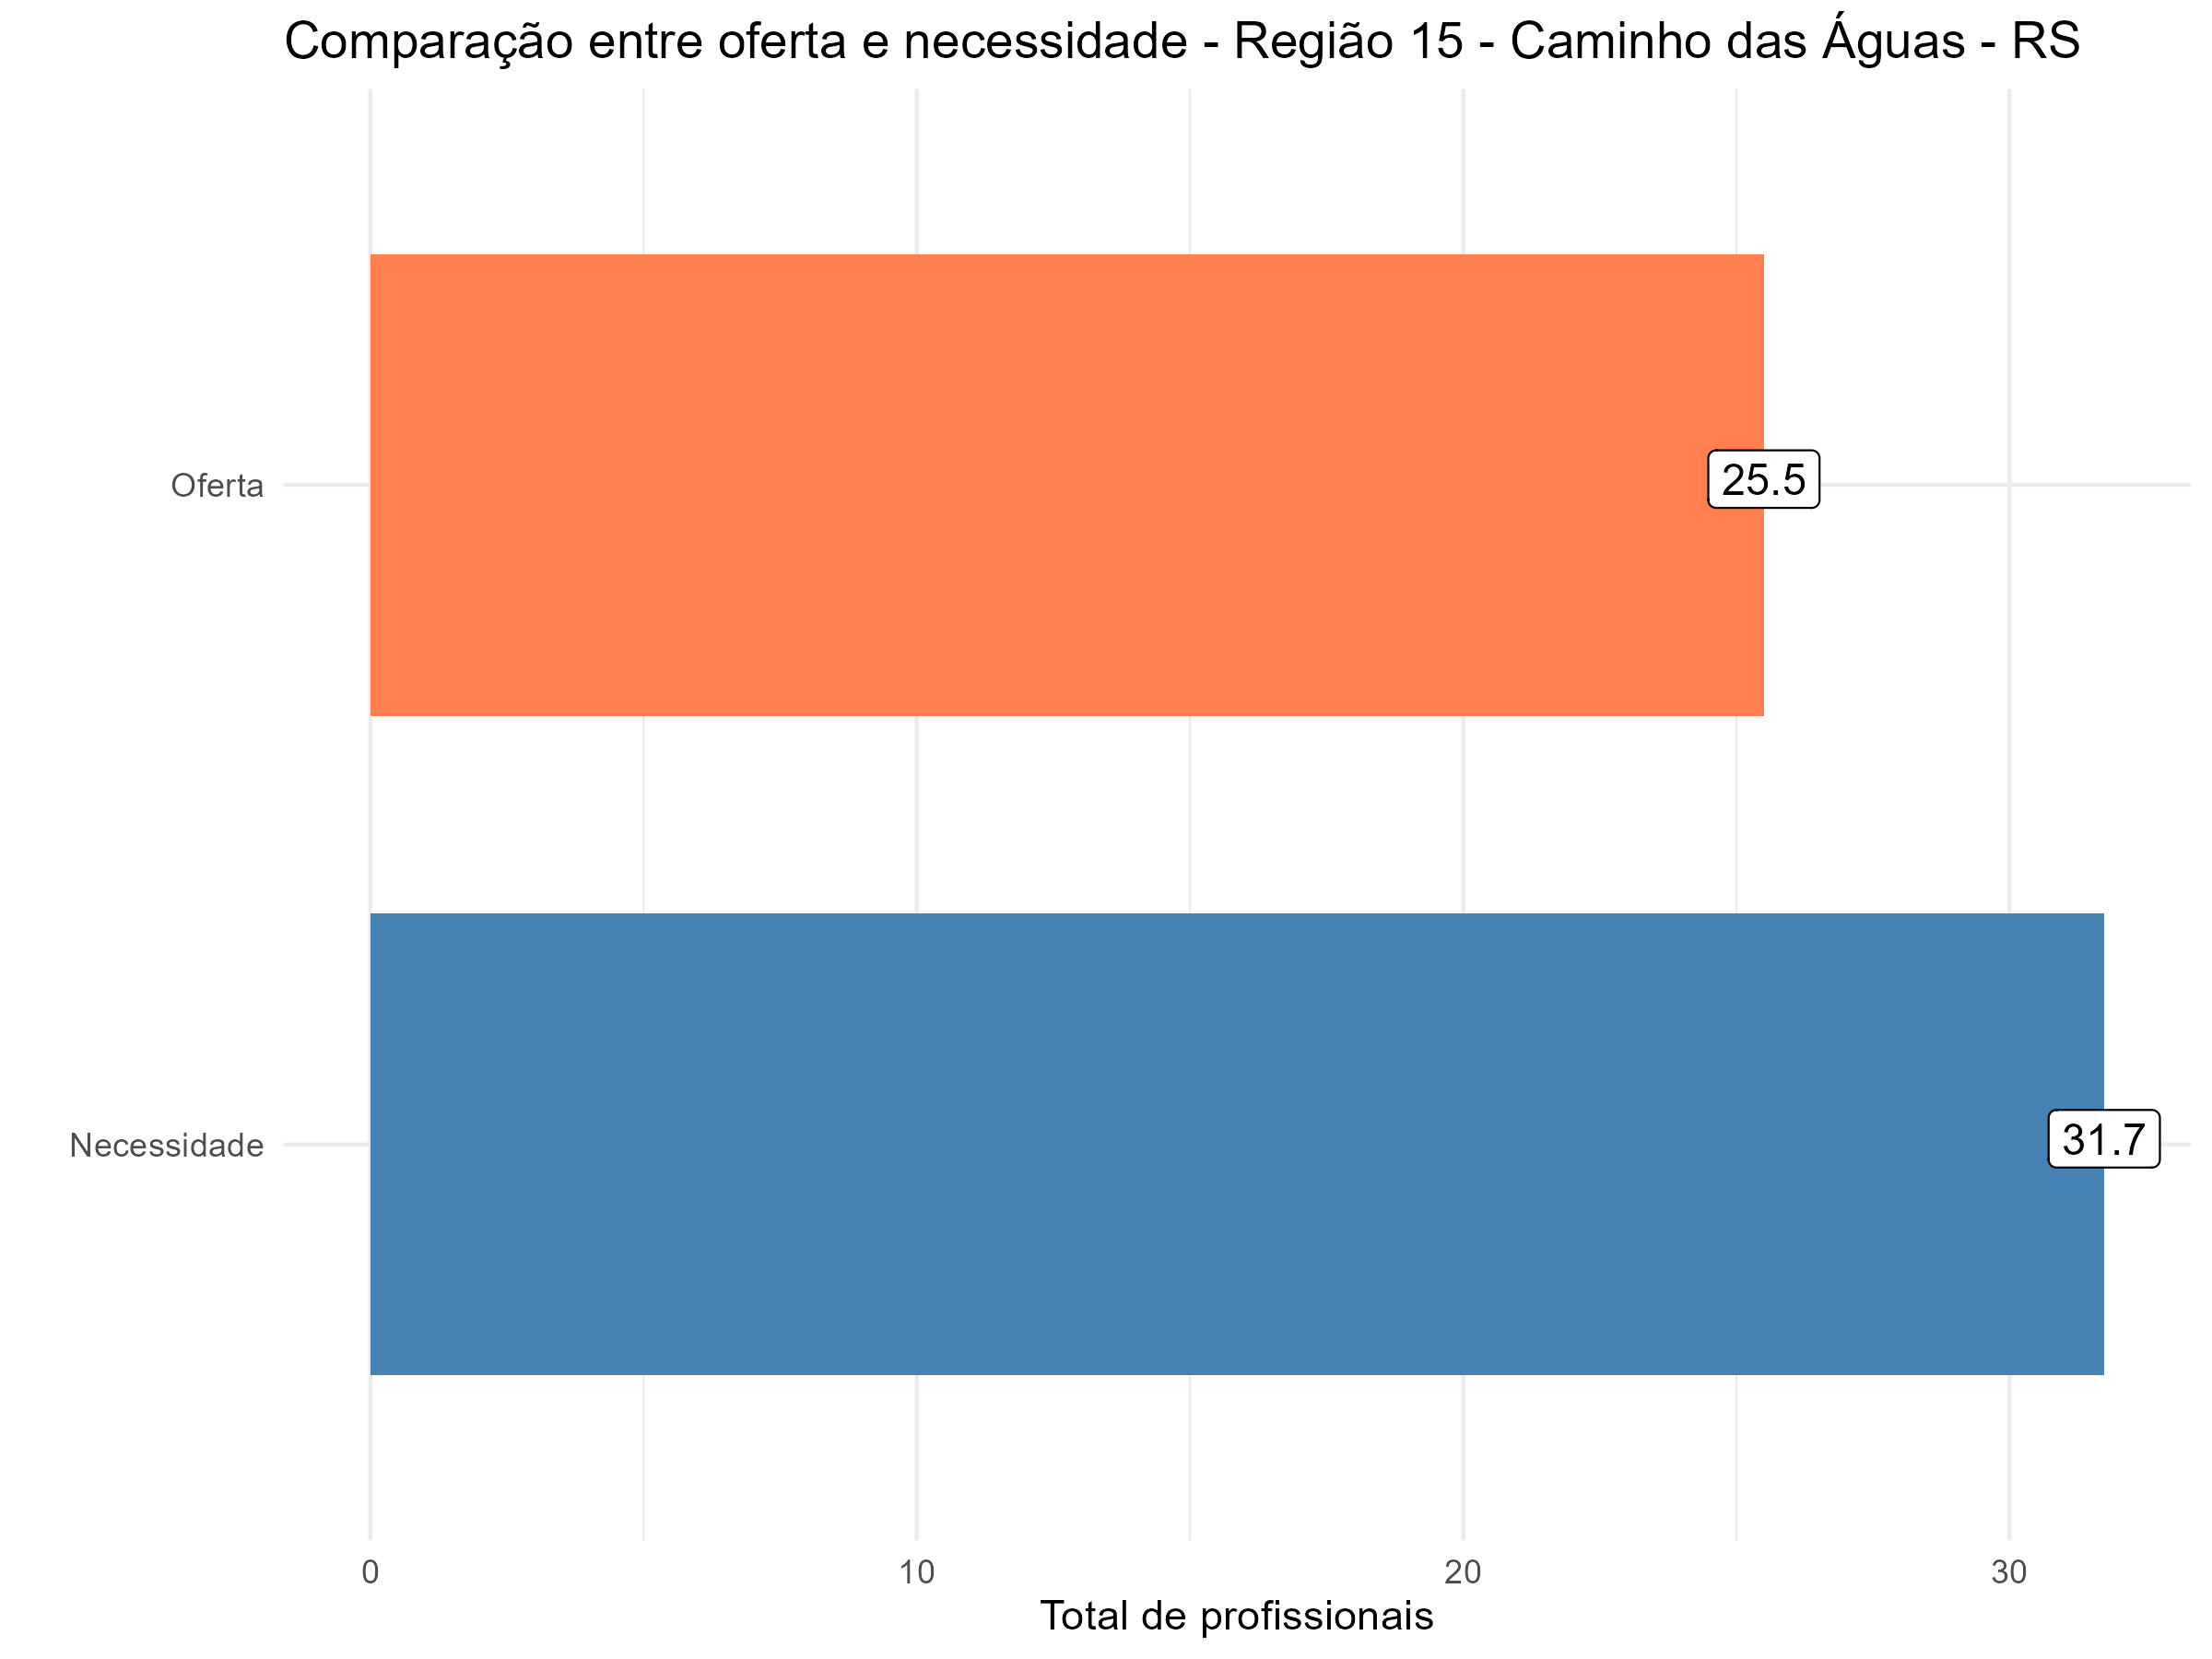 Comparação entre oferta e necessidade - Região 15 - Caminho das Águas - RS
Oferta
25.5
Necessidade
31.7
0 10 20 30
Total de profissionais